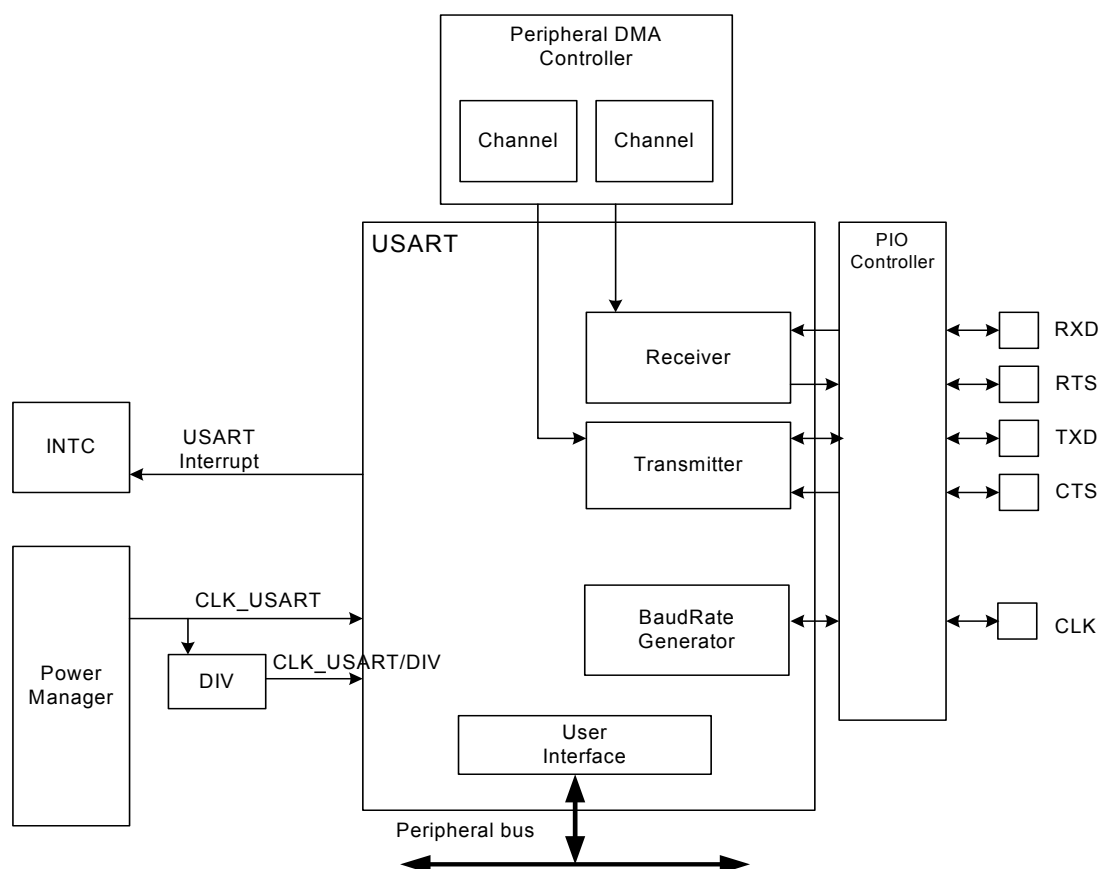 Peripheral DMA
Controller
Channel
Channel
USART
PIO
Controller
Receiver
RXD
RTS
INTC
USART
Interrupt
Transmitter
TXD
CTS
Power
Manager
CLK_USART
DIV
CLK_USART/DIV
BaudRate
Generator
CLK
User
Interface
Peripheral bus